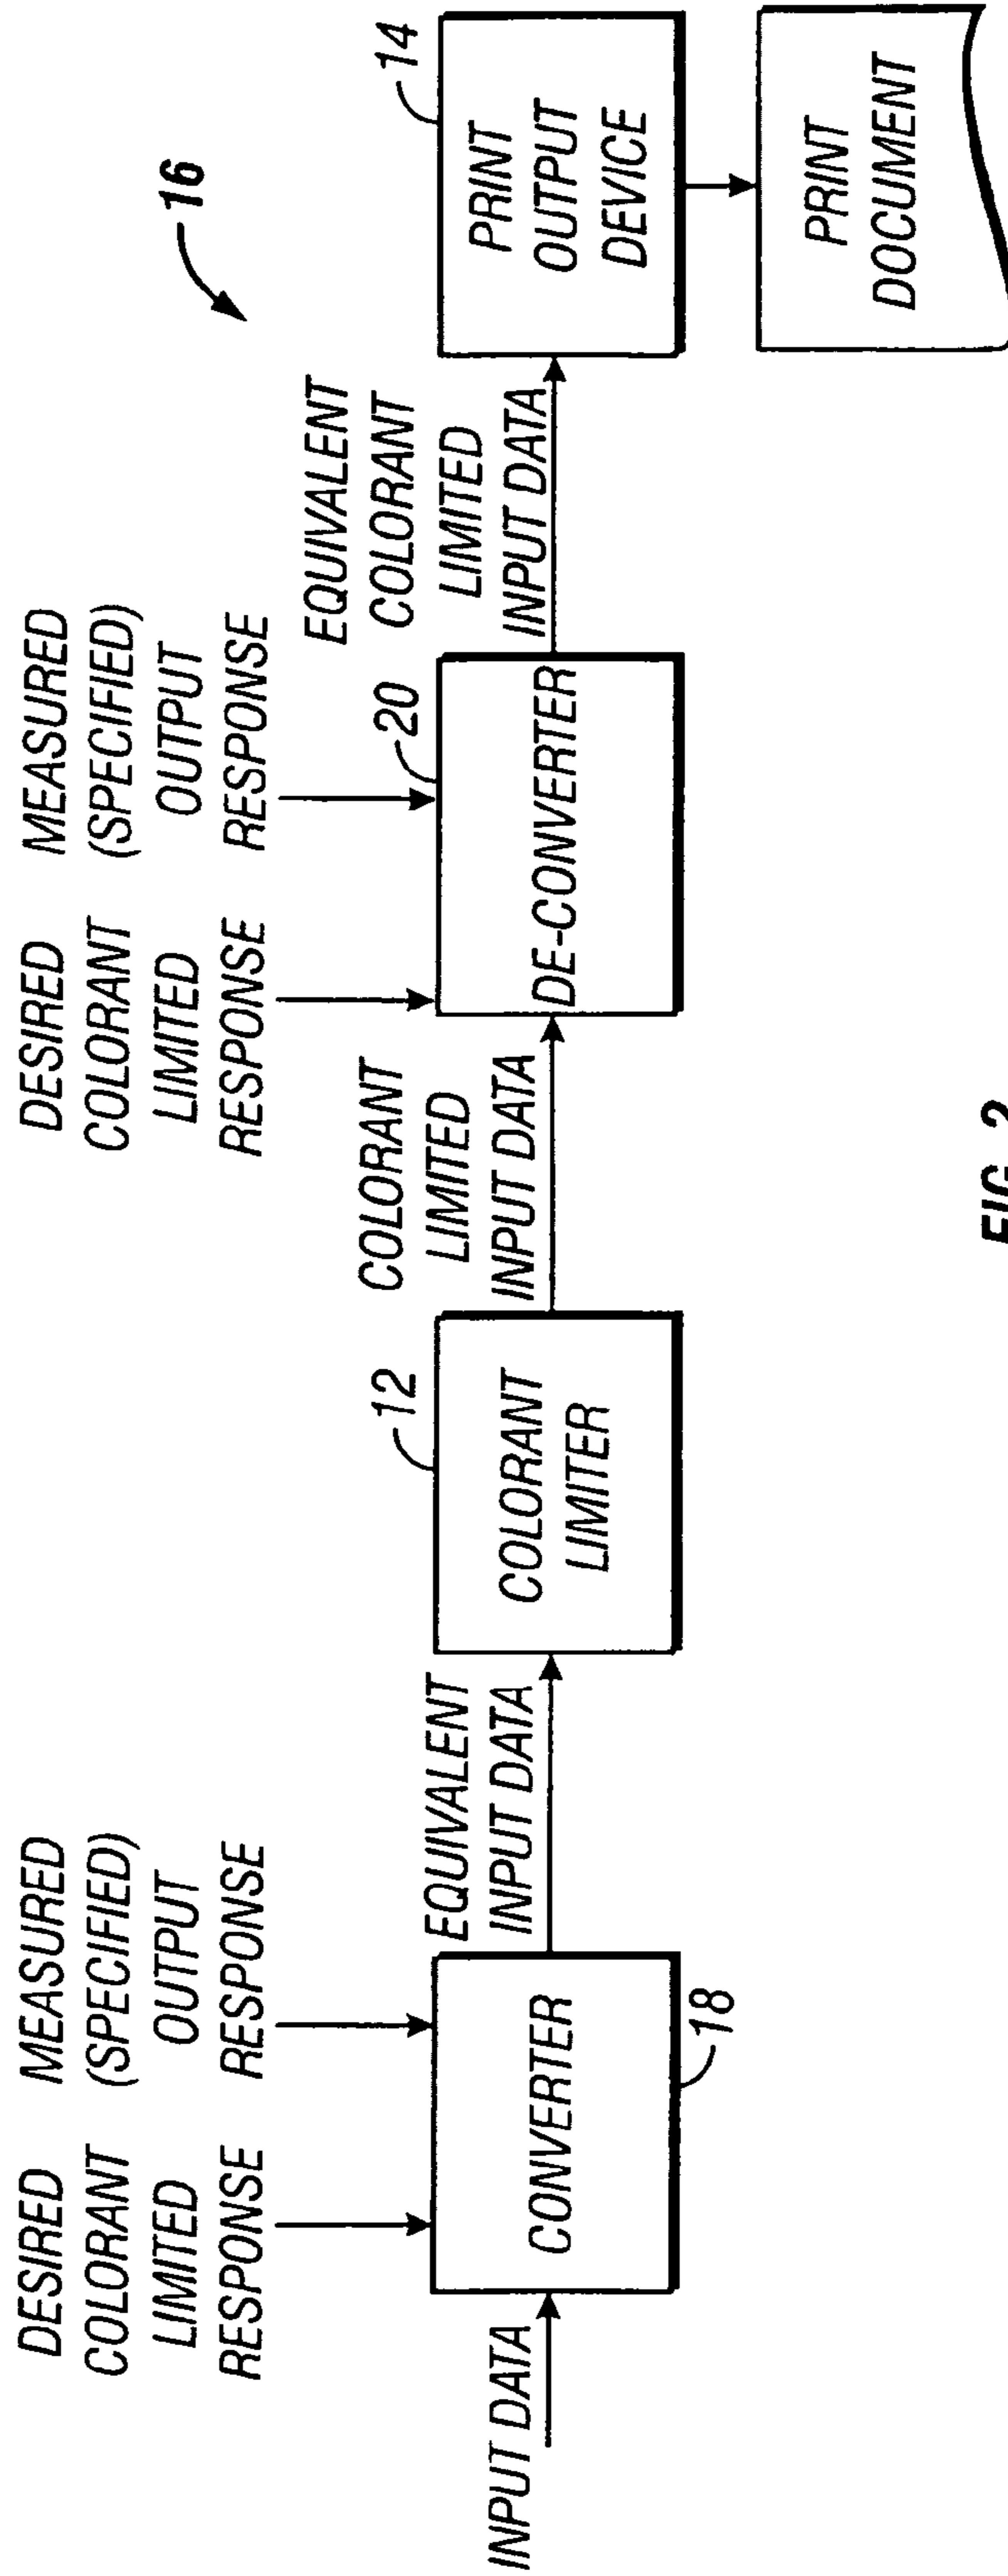 16
DESIRED
COLORANT
LIMITED
RESPONSE
MEASURED
(SPECIFIED)
OUTPUT
RESPONSE
INPUT DATA
CONVERTER
18
EQUIVALENT
INPUT DATA
12
COLORANT
LIMITER
COLORANT
LIMITED
INPUT DATA
DESIRED
COLORANT
LIMITED
RESPONSE
MEASURED
(SPECIFIED)
OUTPUT
RESPONSE
20
DE-CONVERTER
EQUIVALENT
COLORANT
LIMITED
INPUT DATA
14
PRINT
OUTPUT
DEVICE
PRINT
DOCUMENT
FIG. 2